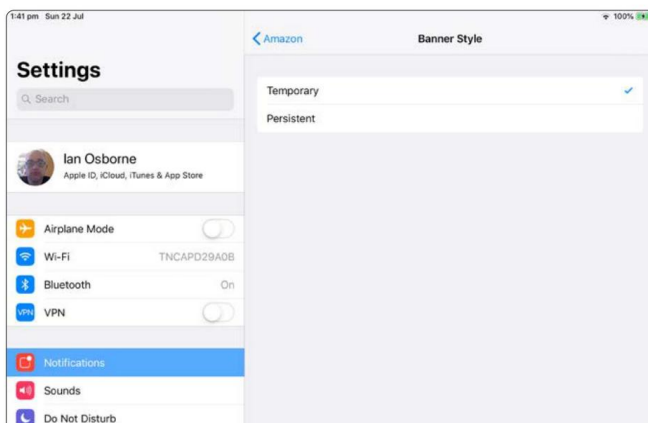 1:41 pm Sun 22 Jul
100%
Settings
Search
Ian Osborne
Apple ID, iCloud, iTunes & App Store
Airplane Mode
Wi-Fi TNCAPD29A0B
Bluetooth On
VPN VPN
Notifications
Sounds
Do Not Disturb
Amazon
Banner Style
Temporary
Persistent